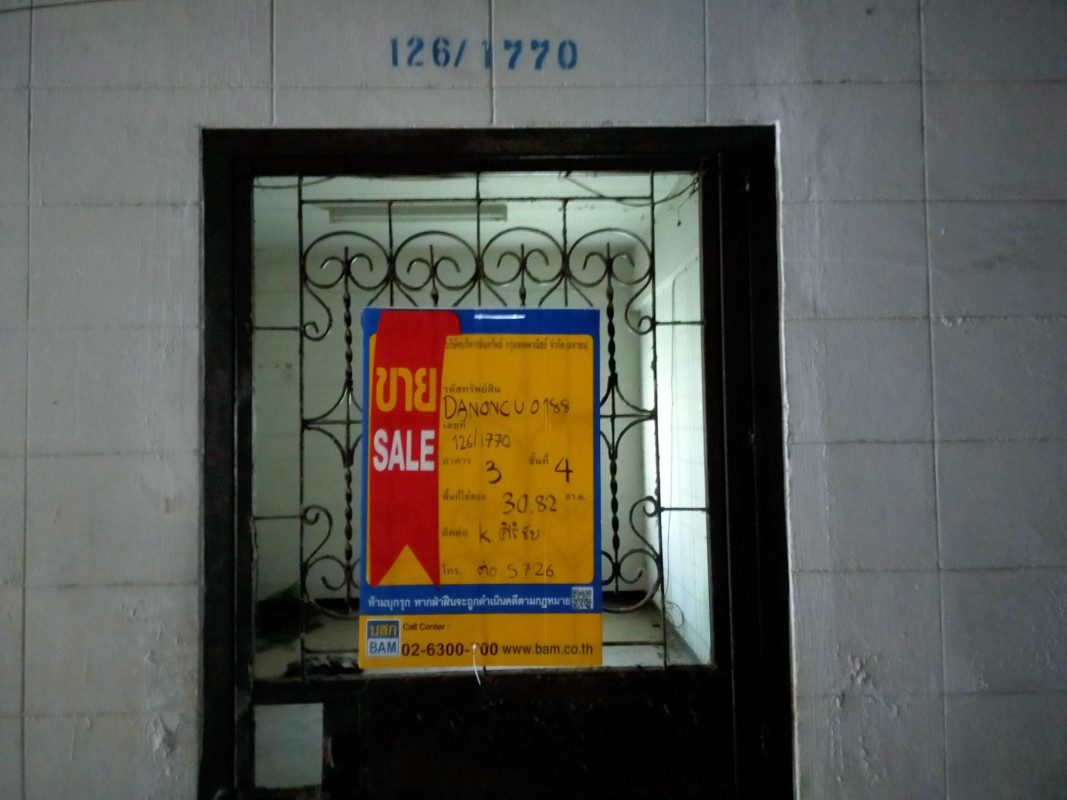 126/1770
บริษัทบริหารสินทรัพย์ กรุงเทพพาณิชย์ จำกัด (มหาชน)
ขาย
SALE
รหัสทรัพย์สิน
DANONCU 0188
เลขที่
126/1770
อาคาร 3 ชั้นที่ 4
พื้นที่ใช้สอย 30.82 ตร.ม.
ติดต่อ K. ศิริชัย
โทร. ต่อ 5726
ห้ามบุกรุก หากฝ่าฝืนจะถูกดำเนินคดีตามกฎหมาย
บสก
BAM
Call Center :
02-6300-700 www.bam.co.th